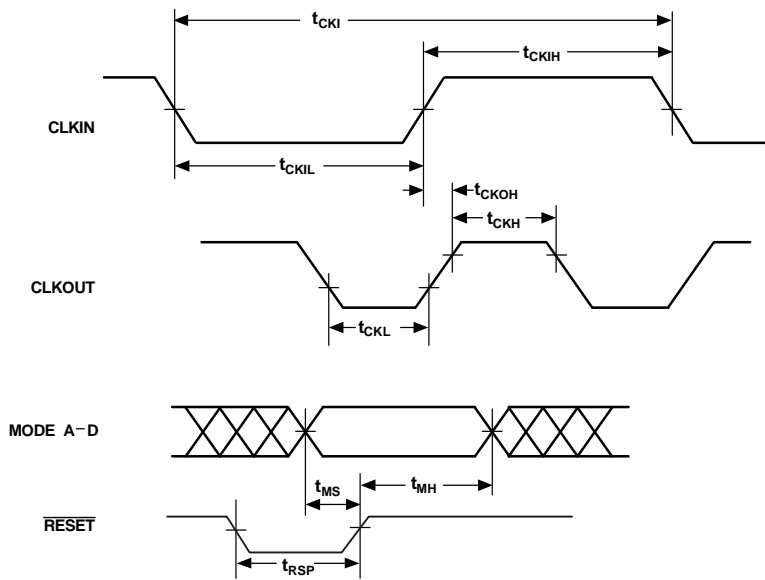 tCKI
tCKIH
CLKIN
tCKIL
tCKOH
tCKH
CLKOUT
tCKL
MODE A–D
tMS
tMH
RESET
tRSP